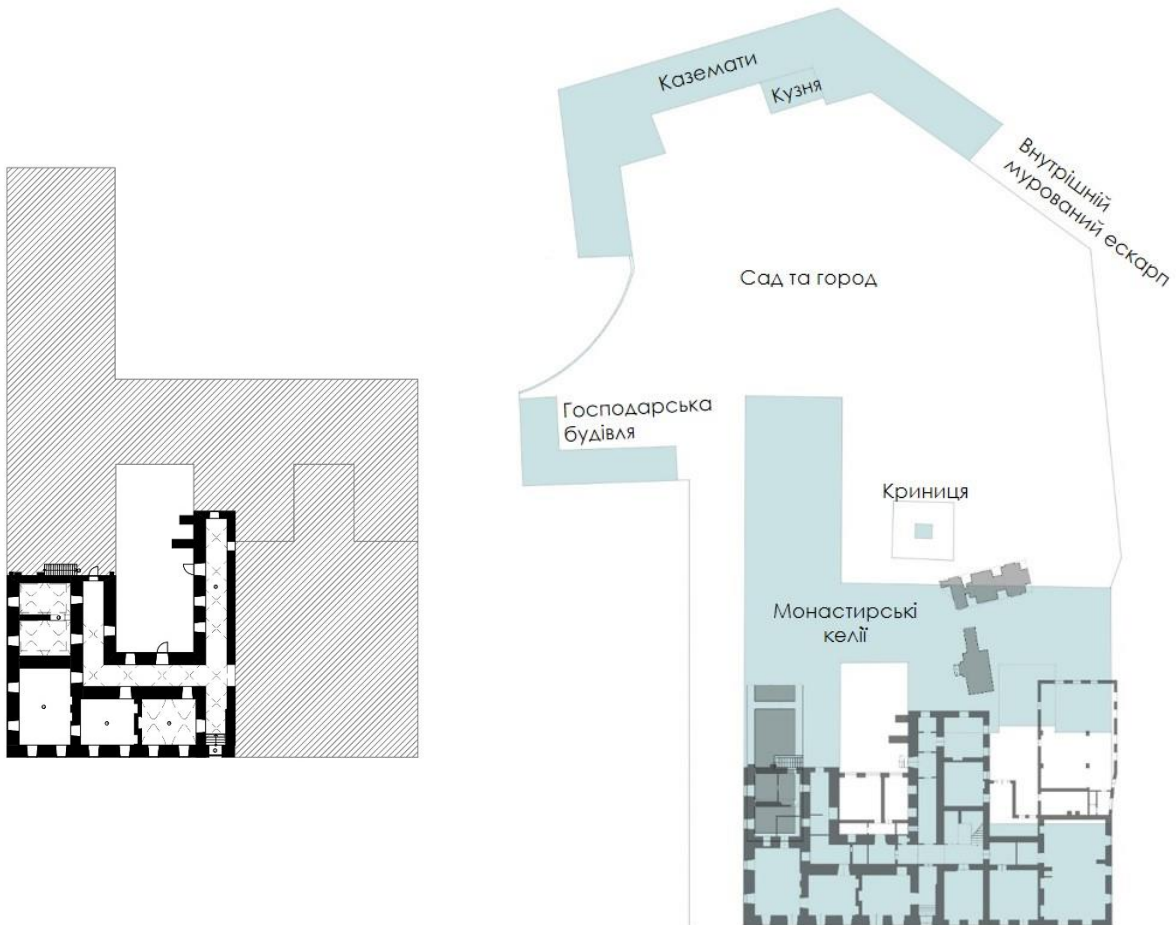 Каземати
Кузня
Внутрішній
мурований ескарп
Сад та город
Господарська
будівля
Криниця
Монастирські
келії